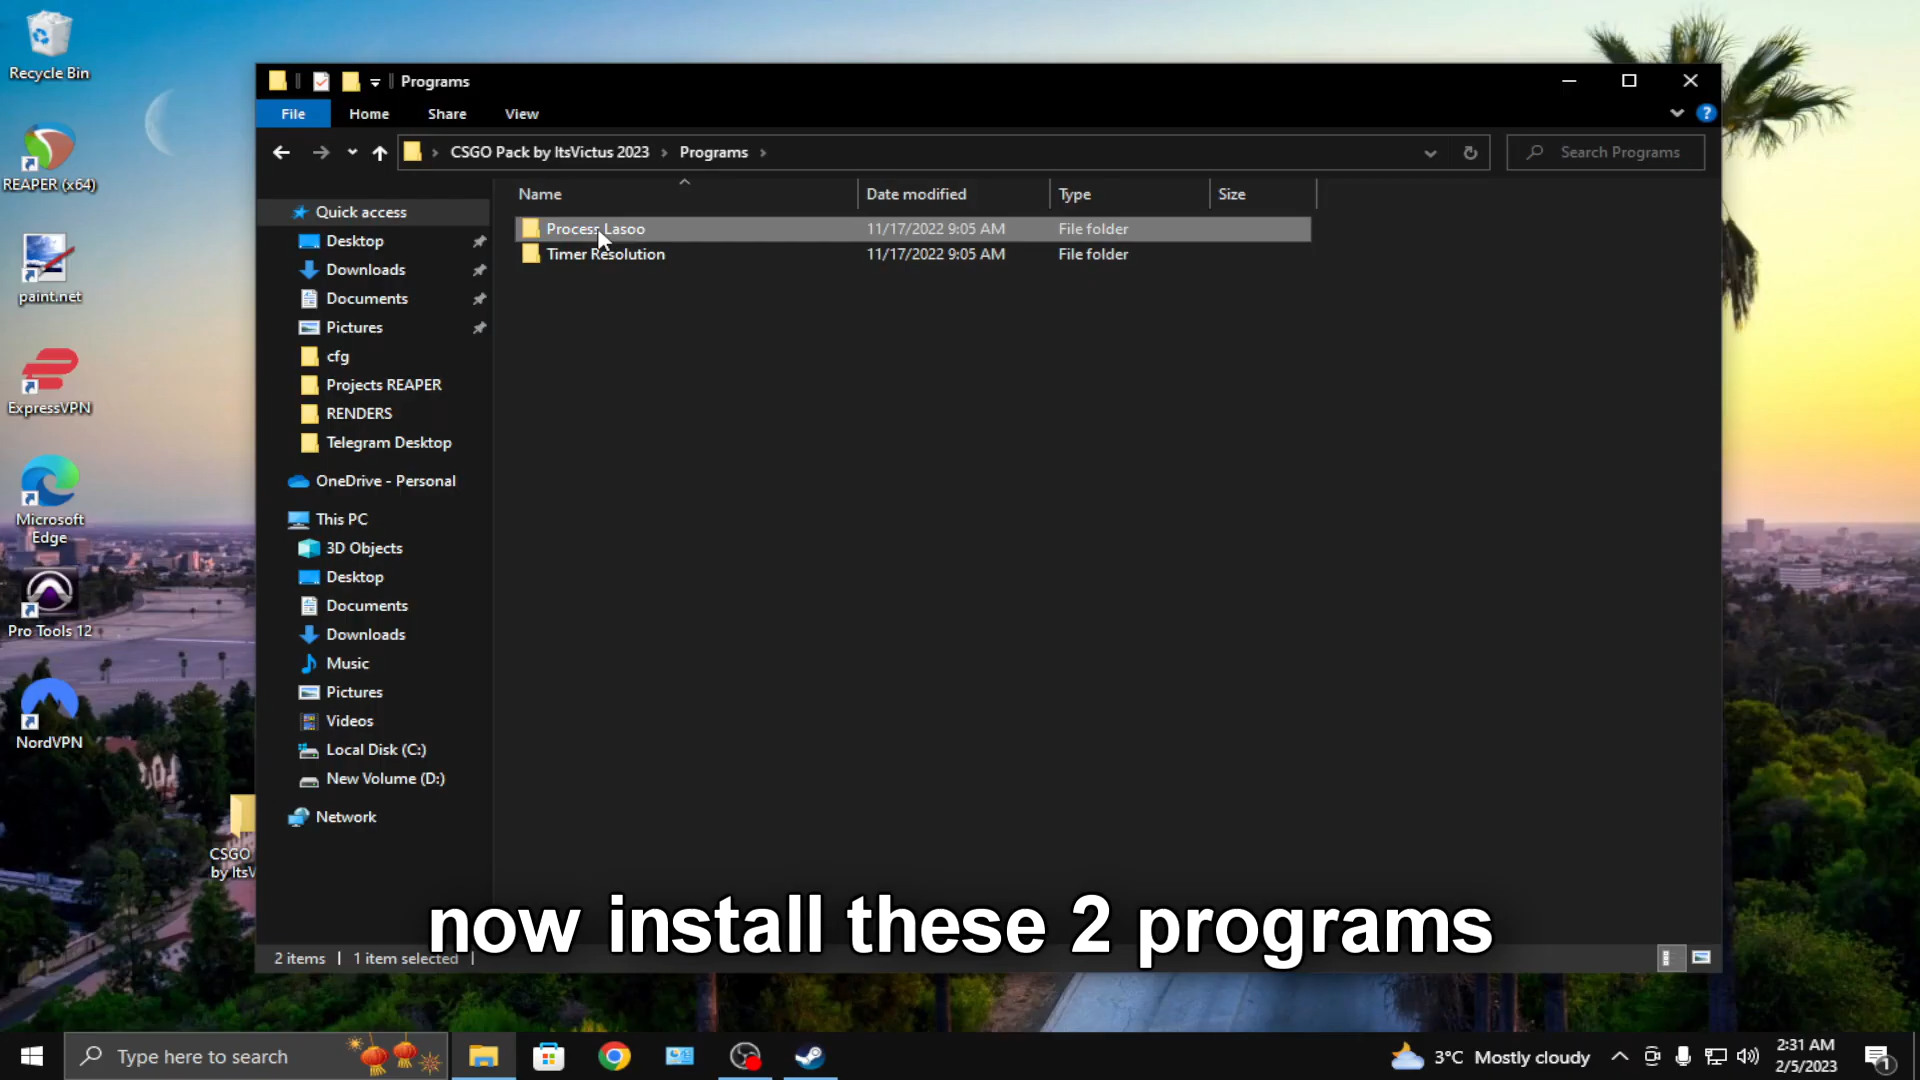 Recycle Bin
REAPER (x64)
paint.net
ExpressVPN
Microsoft
Edge
Pro Tools 12
NordVPN
CSGO
by ItsV
Programs
File
Home
Share
View
CSGO Pack by ItsVictus 2023
Programs
Search Programs
Name
Date modified
Type
Size
Process Lasoo
11/17/2022 9:05 AM
File folder
Timer Resolution
11/17/2022 9:05 AM
File folder
Quick access
Desktop
Downloads
Documents
Pictures
cfg
Projects REAPER
RENDERS
Telegram Desktop
OneDrive - Personal
This PC
3D Objects
Desktop
Documents
Downloads
Music
Pictures
Videos
Local Disk (C:)
New Volume (D:)
Network
now install these 2 programs
2 items
1 item selected
Type here to search
3°C Mostly cloudy
2:31 AM
2/5/2023
1